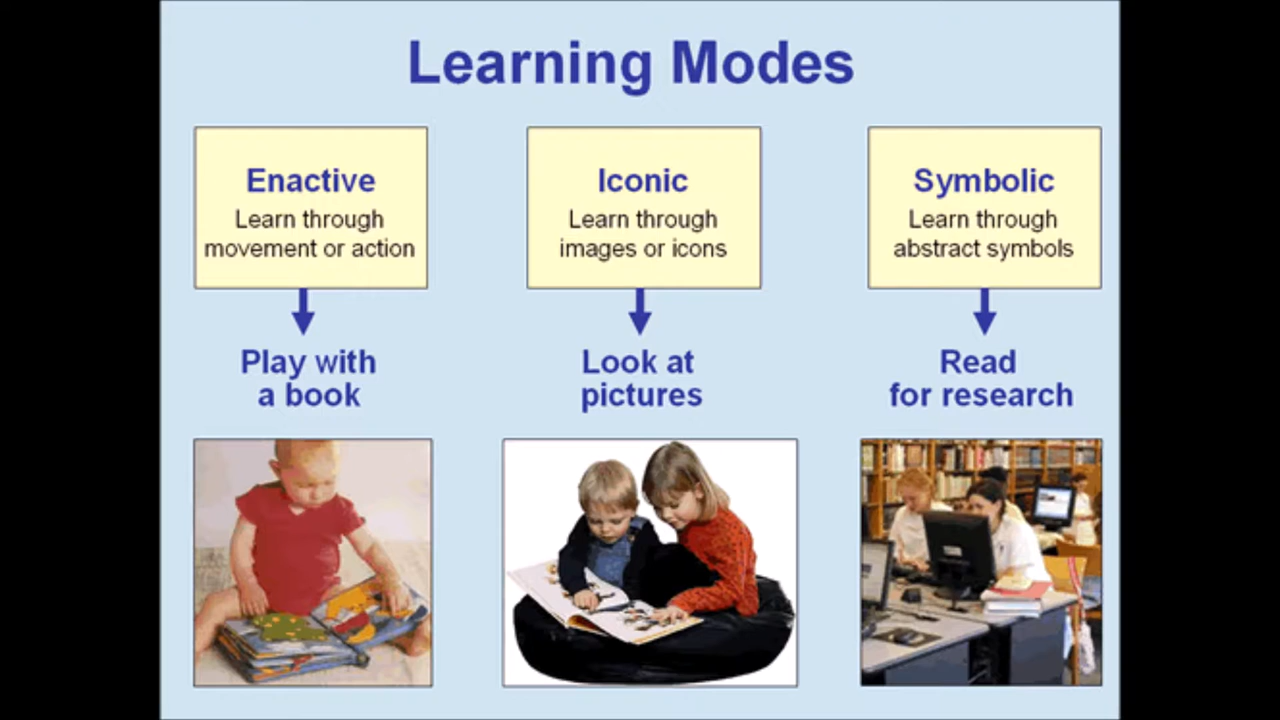 Learning Modes
Enactive
Learn through
movement or action
Iconic
Learn through
images or icons
Symbolic
Learn through
abstract symbols
Play with
a book
Look at
pictures
Read
for research